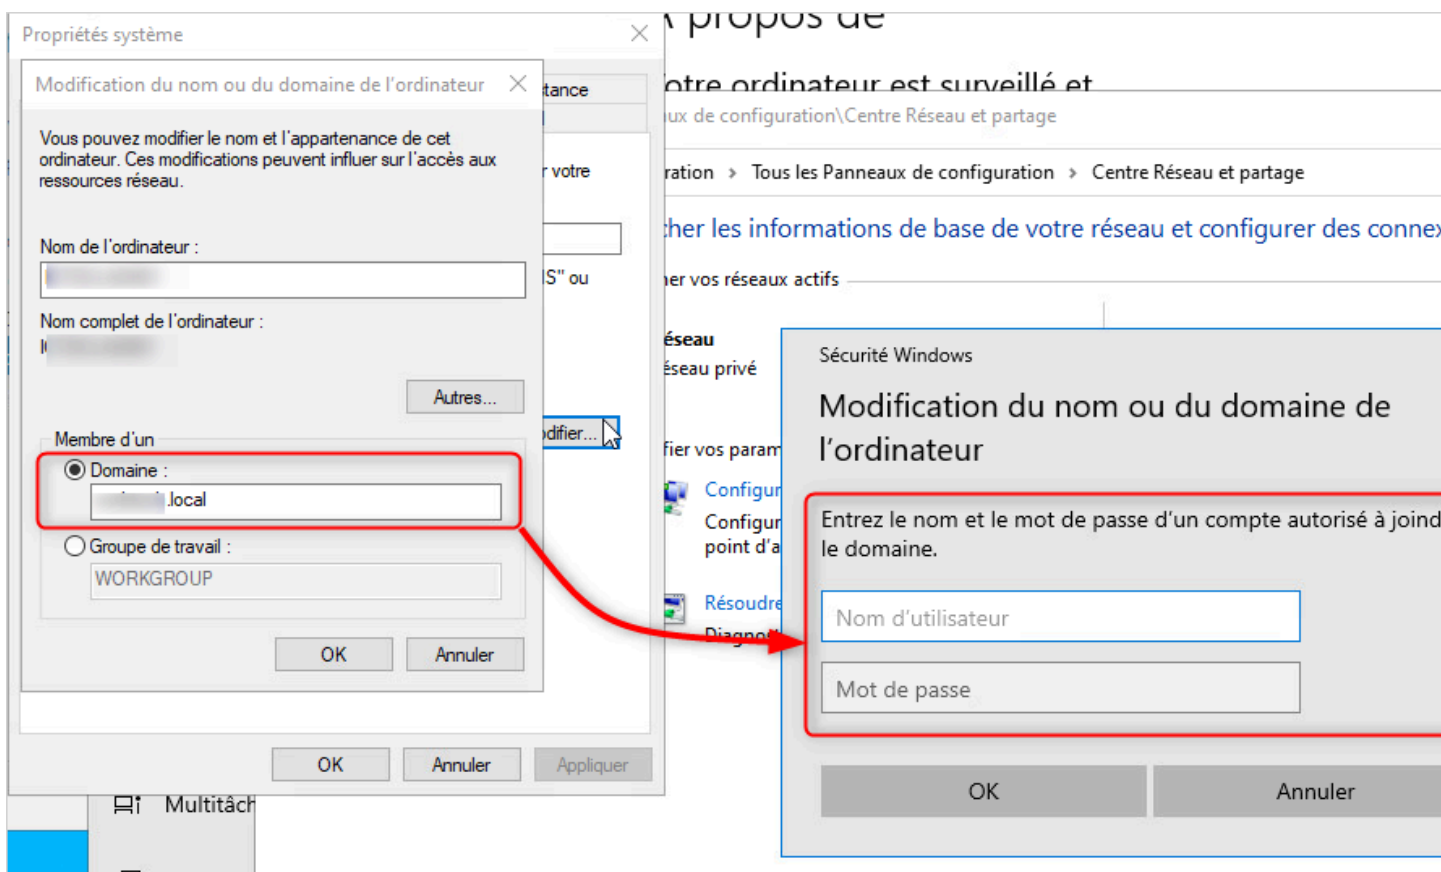 Propriétés système
Modification du nom ou du domaine de l'ordinateur
Vous pouvez modifier le nom et l'appartenance de cet
ordinateur. Ces modifications peuvent influer sur l'accès aux
ressources réseau.
Nom de l'ordinateur :
Nom complet de l'ordinateur :
Autres...
Membre d'un
Domaine :
.local
Groupe de travail :
WORKGROUP
OK
Annuler
tance
r votre
IS" ou
odifier...
OK
Annuler
Appliquer
Multitâch
À propos de
otre ordinateur est surveillé et
ux de configuration\Centre Réseau et partage
ration > Tous les Panneaux de configuration > Centre Réseau et partage
cher les informations de base de votre réseau et configurer des connex
her vos réseaux actifs
éseau
éseau privé
fier vos param
Configur
Configur
point d'a
Résoudre
Diagnos
Sécurité Windows
Modification du nom ou du domaine de
l'ordinateur
Entrez le nom et le mot de passe d'un compte autorisé à joind
le domaine.
Nom d'utilisateur
Mot de passe
OK
Annuler